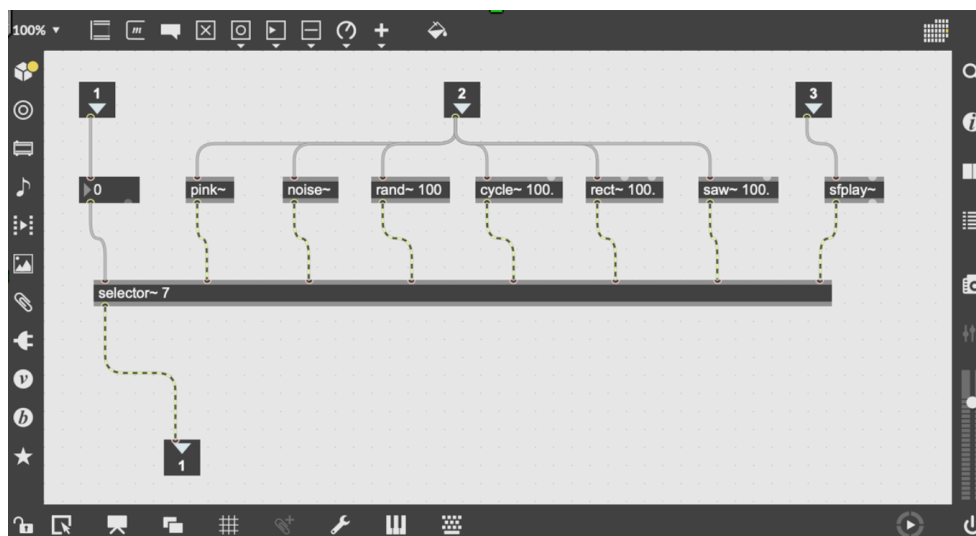 100%
1
2
3
0
pink~
noise~
rand~ 100
cycle~ 100.
rect~ 100.
saw~ 100.
sfplay~
selector~ 7
1